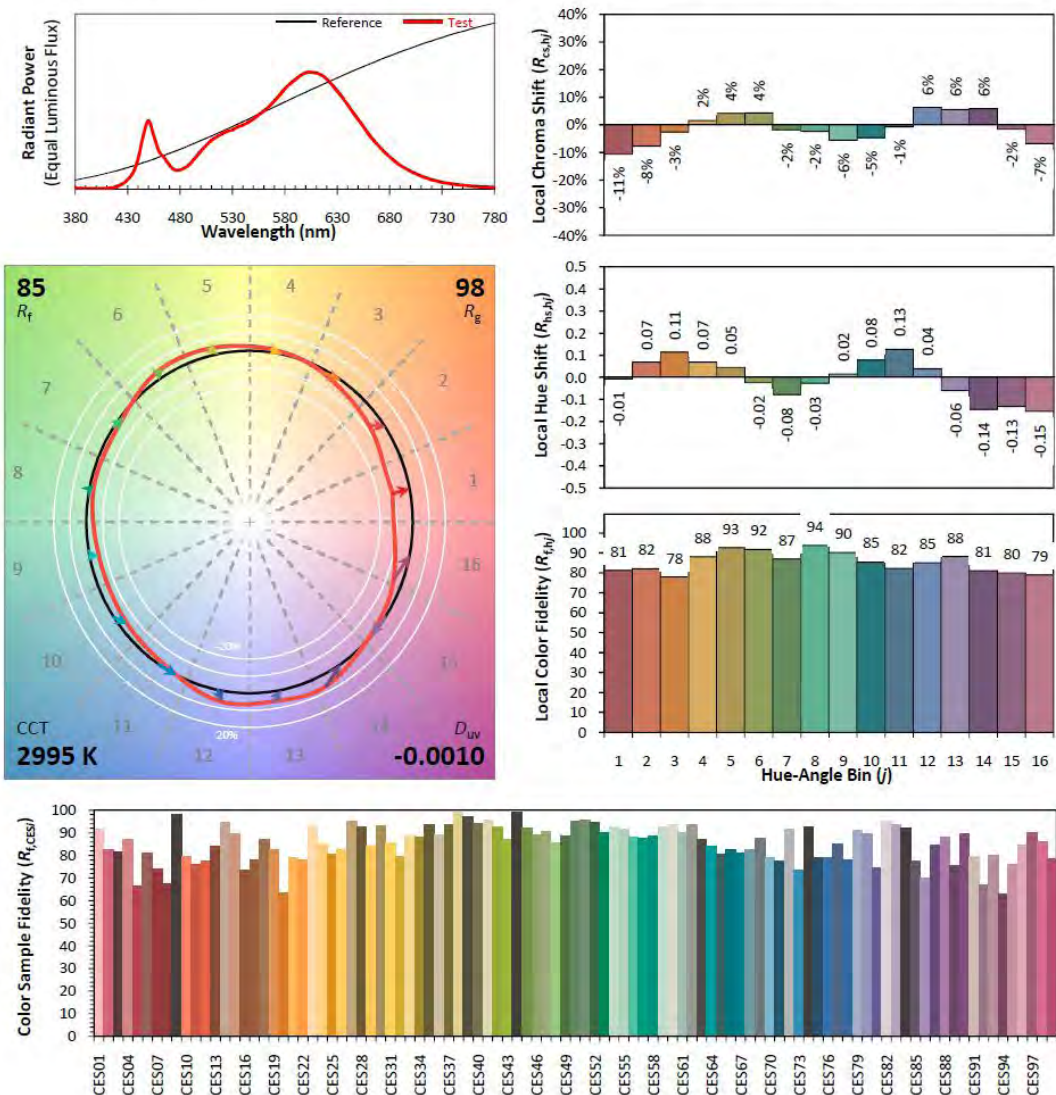 Radiant Power
(Equal Luminous Flux)
Reference
Test
380 430 480 530 580 630 680 730 780
Wavelength (nm)
Local Chroma Shift (Rcs,hj)
40%
30%
20%
10%
0%
-10%
-20%
-30%
-40%
-11% -8% -3% 2% 4% 4% -2% -2% -6% -5% -1% 6% 6% 6% -2% -7%
85
Rf
98
Rg
5 4
6 3
7 2
8 1
9 16
10 15
11 14
12 13
-20%
20%
CCT
2995 K
Duv
-0.0010
Local Hue Shift (Rhs,hj)
0.5
0.4
0.3
0.2
0.1
0.0
-0.1
-0.2
-0.3
-0.4
-0.5
-0.01 0.07 0.11 0.07 0.05 -0.02 -0.08 -0.03 0.02 0.08 0.13 0.04 -0.06 -0.14 -0.13 -0.15
Local Color Fidelity (Rf,hj)
100
90
80
70
60
50
40
30
20
10
0
81 82 78 88 93 92 87 94 90 85 82 85 88 81 80 79
1 2 3 4 5 6 7 8 9 10 11 12 13 14 15 16
Hue-Angle Bin (j)
Color Sample Fidelity (Rf,CESi)
100
90
80
70
60
50
40
30
20
10
0
CES01 CES04 CES07 CES10 CES13 CES16 CES19 CES22 CES25 CES28 CES31 CES34 CES37 CES40 CES43 CES46 CES49 CES52 CES55 CES58 CES61 CES64 CES67 CES70 CES73 CES76 CES79 CES82 CES85 CES88 CES91 CES94 CES97